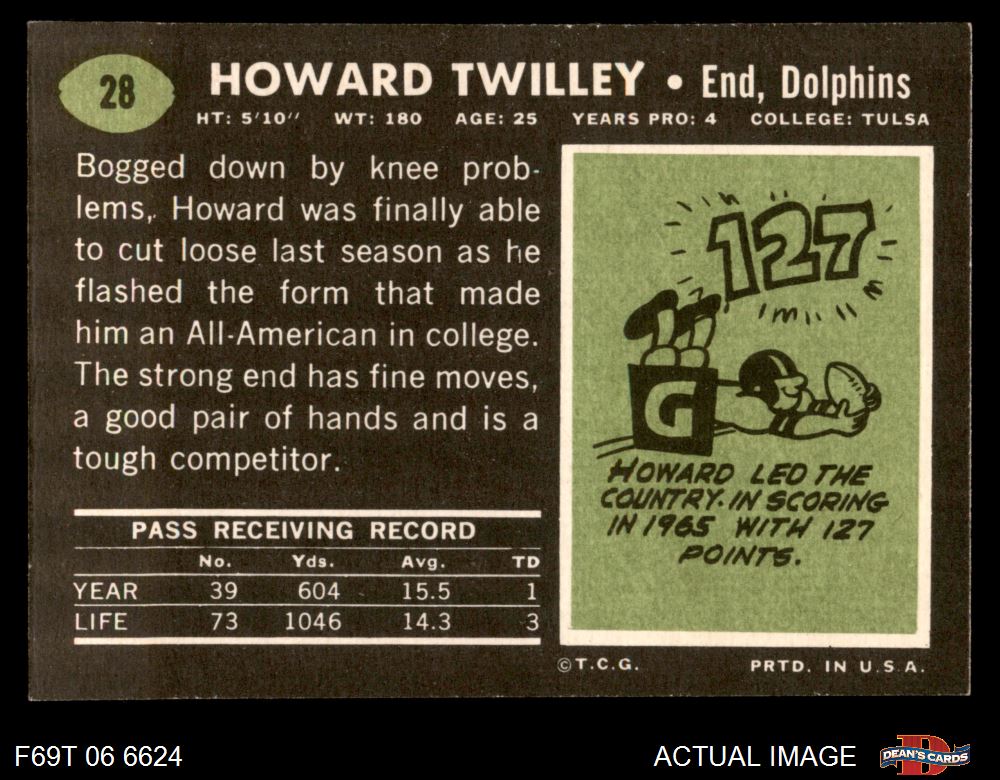 28
HOWARD TWILLEY • End, Dolphins
HT: 5'10'' WT: 180 AGE: 25 YEARS PRO: 4 COLLEGE: TULSA
Bogged down by knee prob-
lems, Howard was finally able
to cut loose last season as he
flashed the form that made
him an All-American in college.
The strong end has fine moves,
a good pair of hands and is a
tough competitor.
PASS RECEIVING RECORD
No. Yds. Avg. TD
YEAR 39 604 15.5 1
LIFE 73 1046 14.3 3
127
G
HOWARD LED THE
COUNTRY IN SCORING
IN 1965 WITH 127
POINTS.
©T.C.G. PRTD. IN U.S.A.
F69T 06 6624
ACTUAL IMAGE
D
DEAN'S CARDS